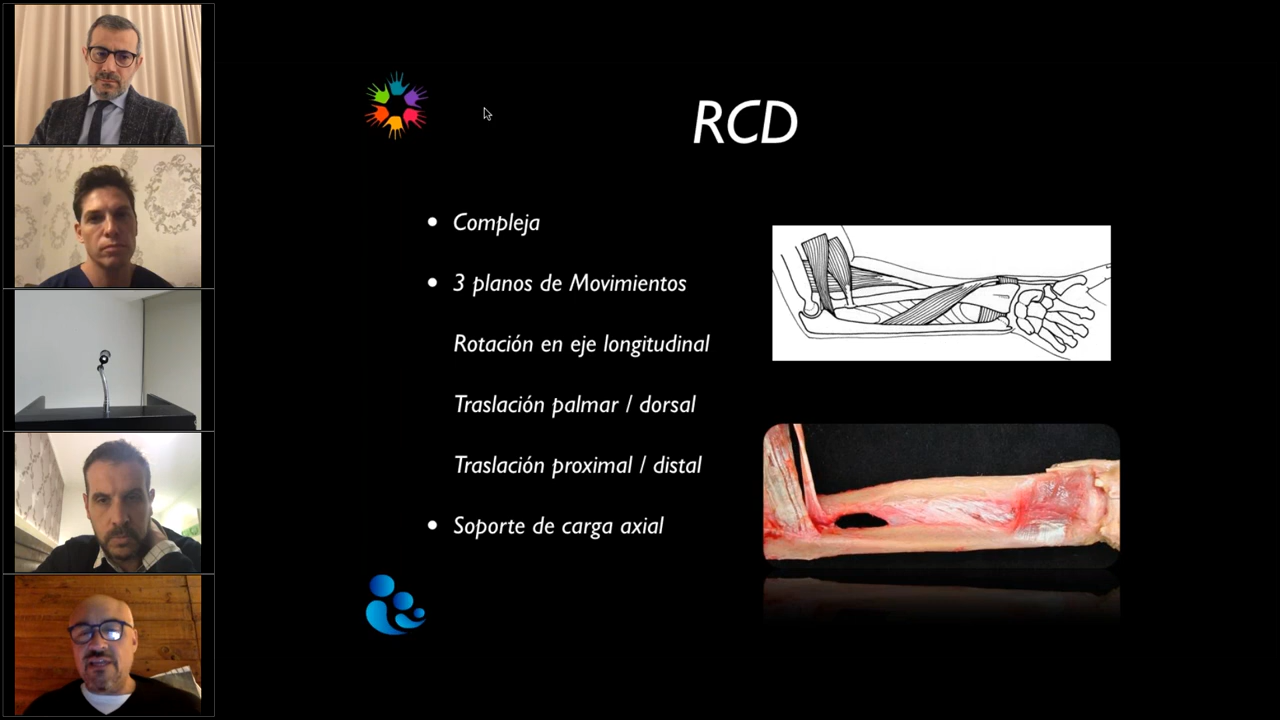 RCD
• Compleja
• 3 planos de Movimientos
Rotación en eje longitudinal
Traslación palmar / dorsal
Traslación proximal / distal
• Soporte de carga axial